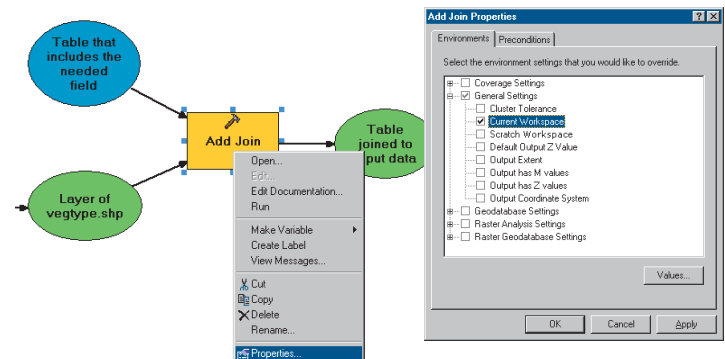 Table that
includes the
needed
field
Add Join
Table
joined to
put data
Layer of
vegtype.shp
Open...
Edit...
Edit Documentation...
Run
Make Variable
Create Label
View Messages...
Cut
Copy
Delete
Rename...
Properties...
Add Join Properties
Environments
Preconditions
Select the environment settings that you would like to override.
Coverage Settings
General Settings
Cluster Tolerance
Current Workspace
Scratch Workspace
Default Output Z Value
Output Extent
Output has M values
Output has Z values
Output Coordinate System
Geodatabase Settings
Raster Analysis Settings
Raster Geodatabase Settings
Values...
OK
Cancel
Apply